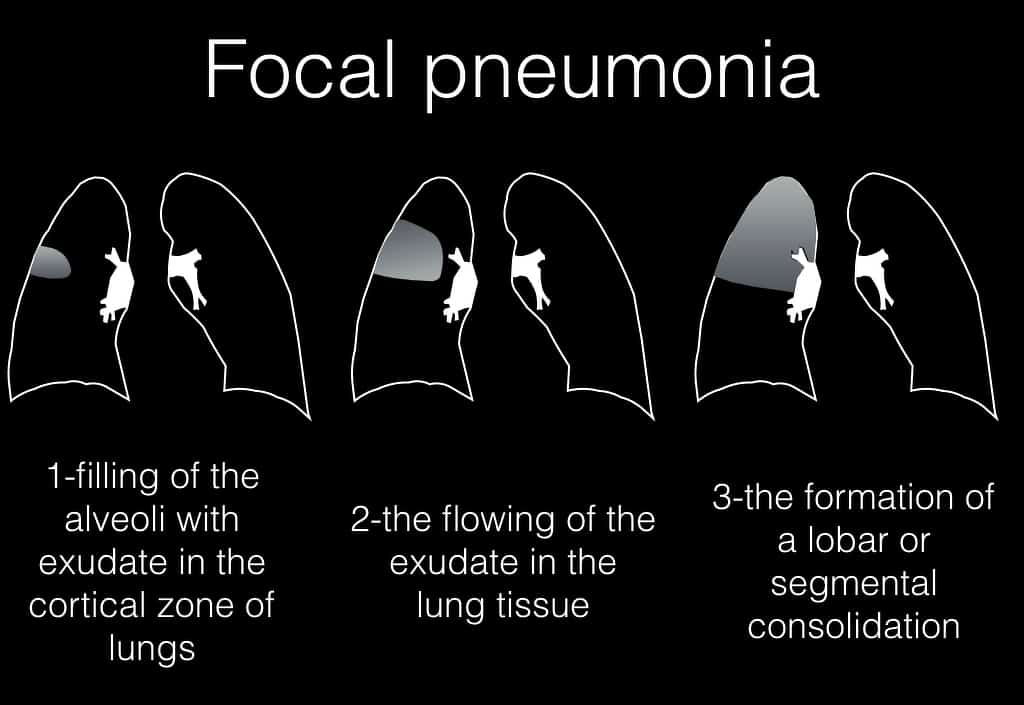 Focal pneumonia
1-filling of the
alveoli with
exudate in the
cortical zone of
lungs
2-the flowing of the
exudate in the
lung tissue
3-the formation of
a lobar or
segmental
consolidation